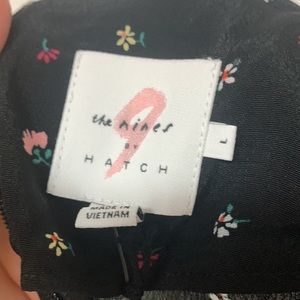 the nines
BY
HATCH
L
MADE IN
VIETNAM